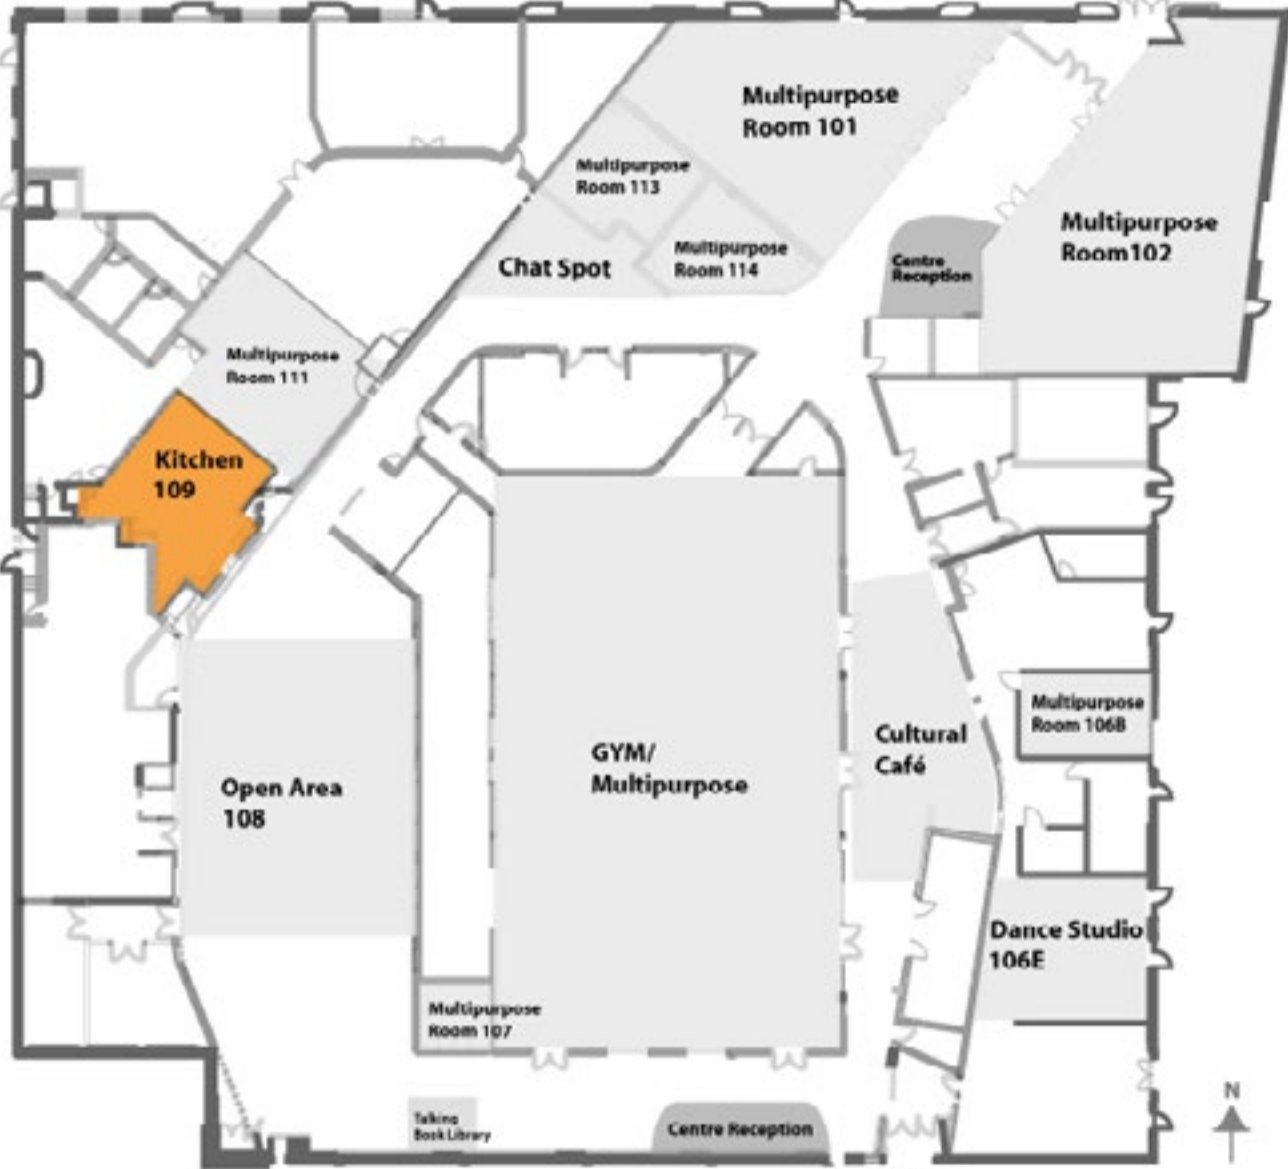 Multipurpose
Room 101
Multipurpose
Room 113
Multipurpose
Room 114
Chat Spot
Multipurpose
Room102
Centre
Reception
Multipurpose
Room 111
Kitchen
109
Open Area
108
GYM/
Multipurpose
Cultural
Café
Multipurpose
Room 106B
Dance Studio
106E
Multipurpose
Room 107
Talking
Book Library
Centre Reception
N